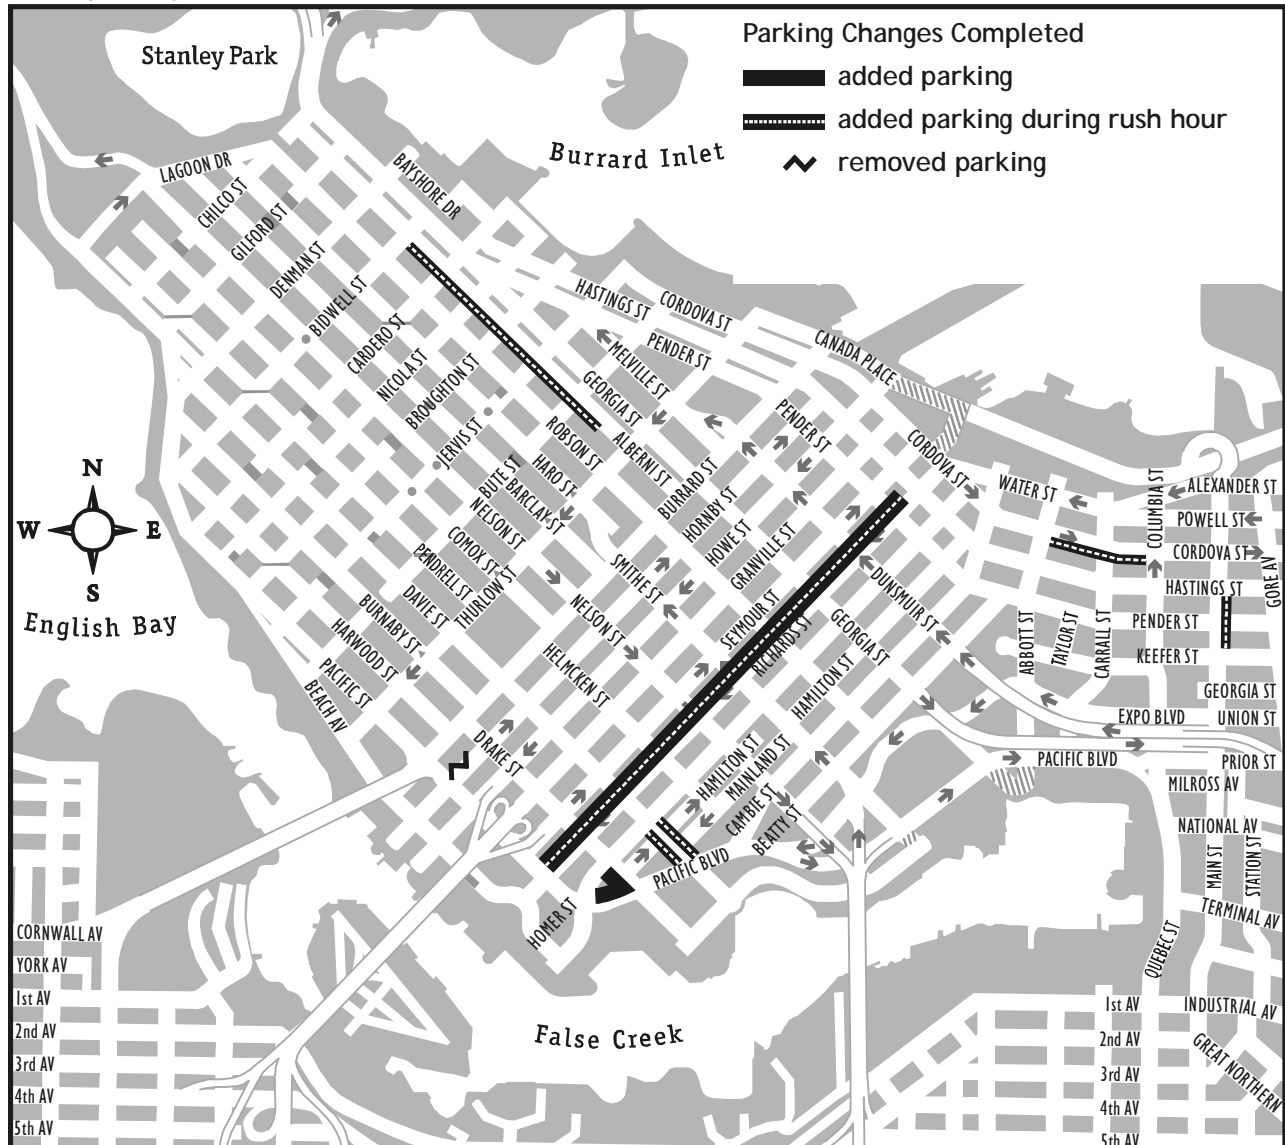 Stanley Park
Parking Changes Completed
added parking
added parking during rush hour
removed parking
Burrard Inlet
LAGOON DR
CHILCO ST
GILFORD ST
DENMAN ST
BIDWELL ST
CARDERO ST
NICOLA ST
BROUGHTON ST
JERVIS ST
BUTE ST
BAYSHORE DR
HASTINGS ST
CORDOVA ST
PENDER ST
CANADA PLACE
MELVILLE ST
GEORGIA ST
ALBERNI ST
ROBSON ST
HARO ST
BARCLAY ST
NELSON ST
COMOX ST
PENDRELL ST
DAVIE ST
THURLOW ST
BURNABY ST
HARWOOD ST
PACIFIC ST
BEACH AV
PENDER ST
CORDOVA ST
BURRARD ST
HORNBY ST
HOWE ST
GRANVILLE ST
SMITHE ST
NELSON ST
HELMCKEN ST
DRAKE ST
SEYMOUR ST
RICHARDS ST
HAMILTON ST
GEORGIA ST
DUNSMUIR ST
WATER ST
COLUMBIA ST
ALEXANDER ST
POWELL ST
CORDOVA ST
HASTINGS ST
GORE AV
PENDER ST
KEEFER ST
ABBOTT ST
TAYLOR ST
CARRALL ST
GEORGIA ST
UNION ST
EXPO BLVD
PACIFIC BLVD
PRIOR ST
MILROSS AV
NATIONAL AV
MAIN ST
STATION ST
TERMINAL AV
QUEBEC ST
INDUSTRIAL AV
GREAT NORTHERN
HAMILTON ST
MAINLAND ST
CAMBIE ST
BEATTY ST
PACIFIC BLVD
HOMER ST
N
W
E
S
English Bay
False Creek
CORNWALL AV
YORK AV
1st AV
2nd AV
3rd AV
4th AV
5th AV
1st AV
2nd AV
3rd AV
4th AV
5th AV